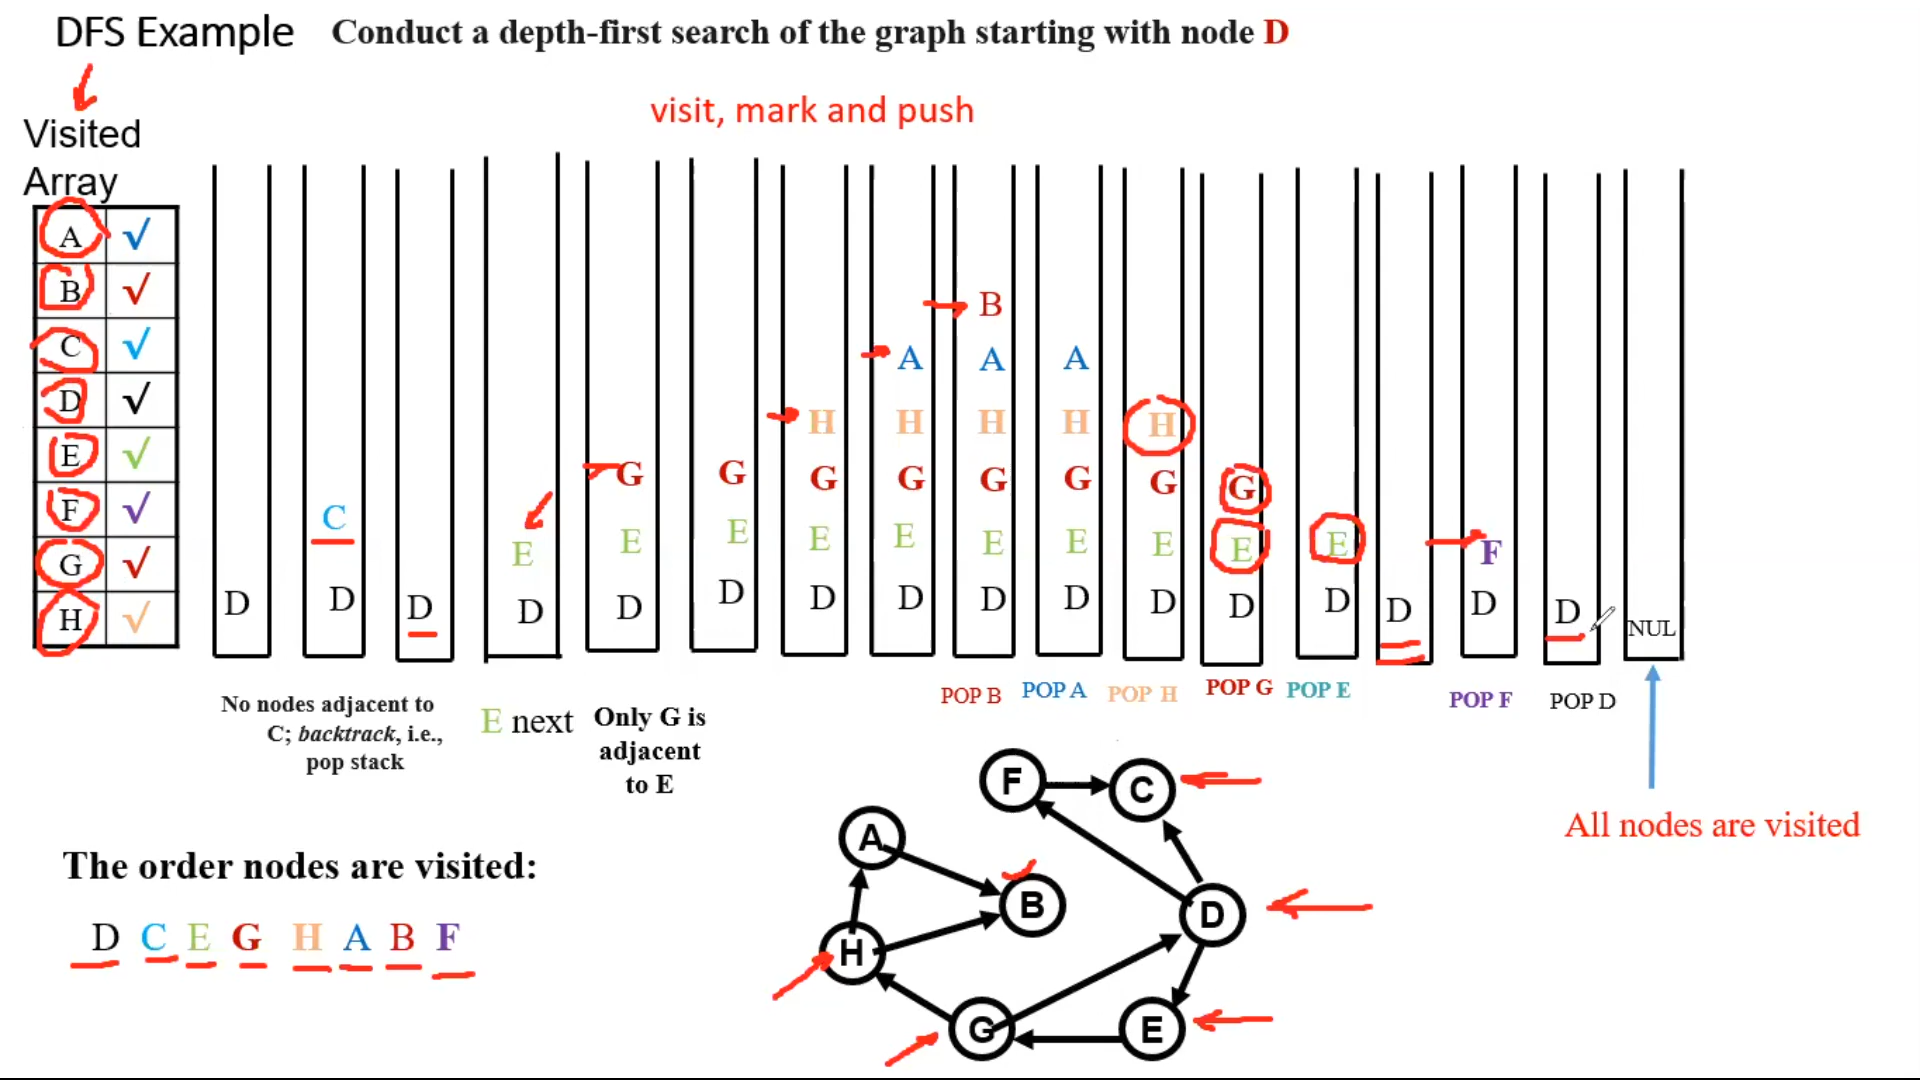 DFS Example Conduct a depth-first search of the graph starting with node D
visit, mark and push
Visited
Array
A √
B √
C √
D √
E √
F √
G √
H √
D
C
D
D
E
D
G
E
D
G
E
D
H
G
E
D
A
H
G
E
D
B
A
H
G
E
D
A
H
G
E
D
H
G
E
D
G
E
D
E
D
D
F
D
D
NUL
No nodes adjacent to
C; backtrack, i.e.,
pop stack
E next
Only G is
adjacent
to E
POP B
POP A
POP H
POP G
POP E
POP F
POP D
All nodes are visited
The order nodes are visited:
D C E G H A B F
F
C
A
B
D
H
G
E